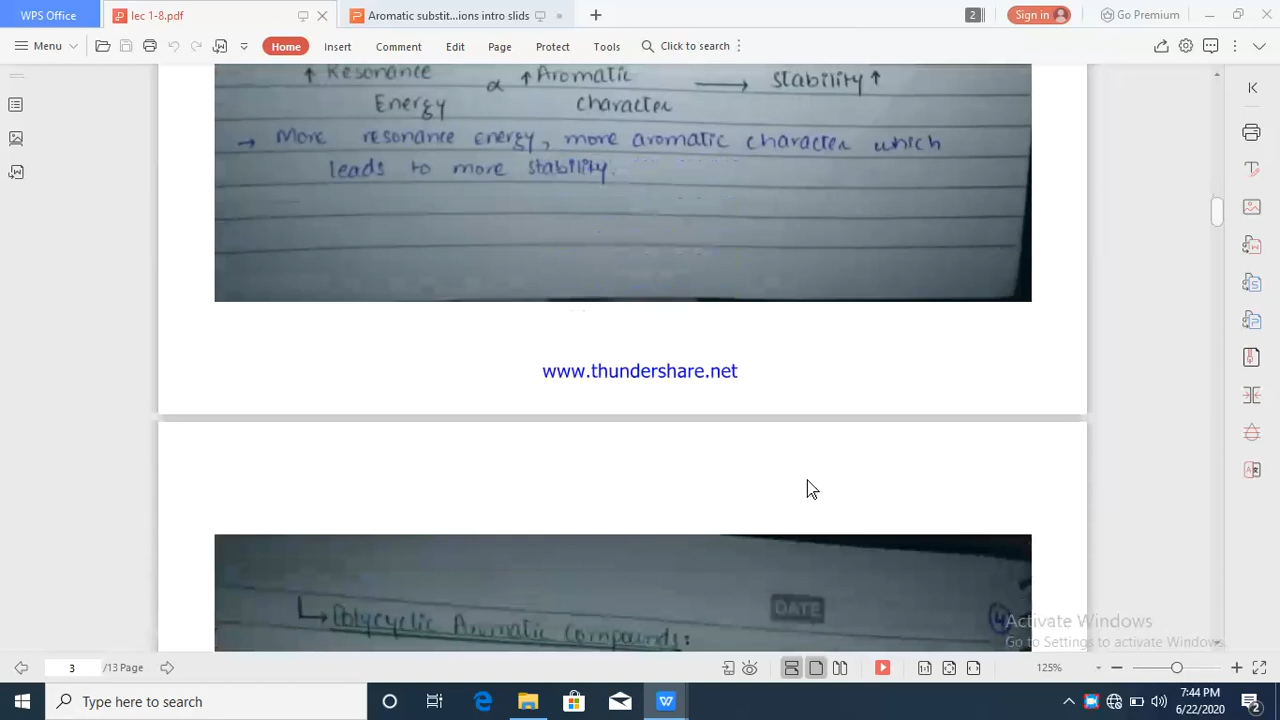 WPS Office
lec 1-8.pdf
Aromatic substit...ions intro slids
2
Sign in
Go Premium
Menu
Home
Insert
Comment
Edit
Page
Protect
Tools
Click to search
↑ Resonance ∝ ↑ Aromatic → Stability ↑
Energy character
→ More resonance energy, more aromatic character which
leads to more stability.
www.thundershare.net
DATE
4
↳ Polycyclic Aromatic Compounds:
Activate Windows
Go to Settings to activate Windows.
3 /13 Page
125%
Type here to search
7:44 PM
6/22/2020
2